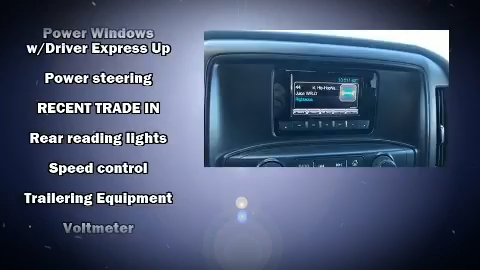 Power Windows
w/Driver Express Up
Power steering
RECENT TRADE IN
Rear reading lights
Speed control
Trailering Equipment
Voltmeter